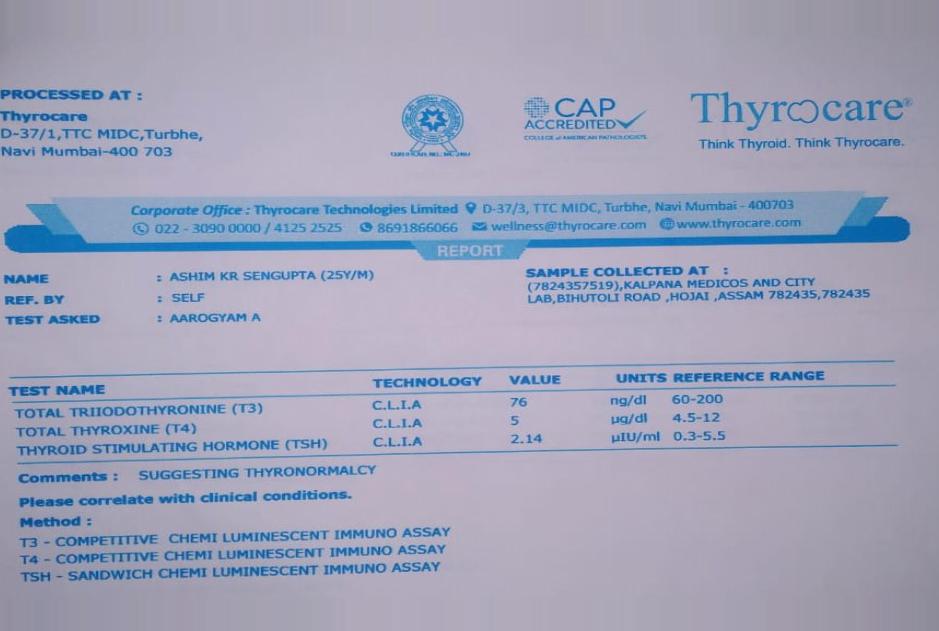 PROCESSED AT :
Thyrocare
D-37/1,TTC MIDC,Turbhe,
Navi Mumbai-400 703
CAP
ACCREDITED
COLLEGE of AMERICAN PATHOLOGISTS
Thyrocare®
Think Thyroid. Think Thyrocare.
Corporate Office : Thyrocare Technologies Limited D-37/3, TTC MIDC, Turbhe, Navi Mumbai - 400703
022 - 3090 0000 / 4125 2525 8691866066 wellness@thyrocare.com www.thyrocare.com
REPORT
NAME : ASHIM KR SENGUPTA (25Y/M)
REF. BY : SELF
TEST ASKED : AAROGYAM A
SAMPLE COLLECTED AT :
(7824357519),KALPANA MEDICOS AND CITY
LAB,BIHUTOLI ROAD ,HOJAI ,ASSAM 782435,782435
TEST NAME TECHNOLOGY VALUE UNITS REFERENCE RANGE
TOTAL TRIIODOTHYRONINE (T3) C.L.I.A 76 ng/dl 60-200
TOTAL THYROXINE (T4) C.L.I.A 5 µg/dl 4.5-12
THYROID STIMULATING HORMONE (TSH) C.L.I.A 2.14 µIU/ml 0.3-5.5
Comments : SUGGESTING THYRONORMALCY
Please correlate with clinical conditions.
Method :
T3 - COMPETITIVE CHEMI LUMINESCENT IMMUNO ASSAY
T4 - COMPETITIVE CHEMI LUMINESCENT IMMUNO ASSAY
TSH - SANDWICH CHEMI LUMINESCENT IMMUNO ASSAY